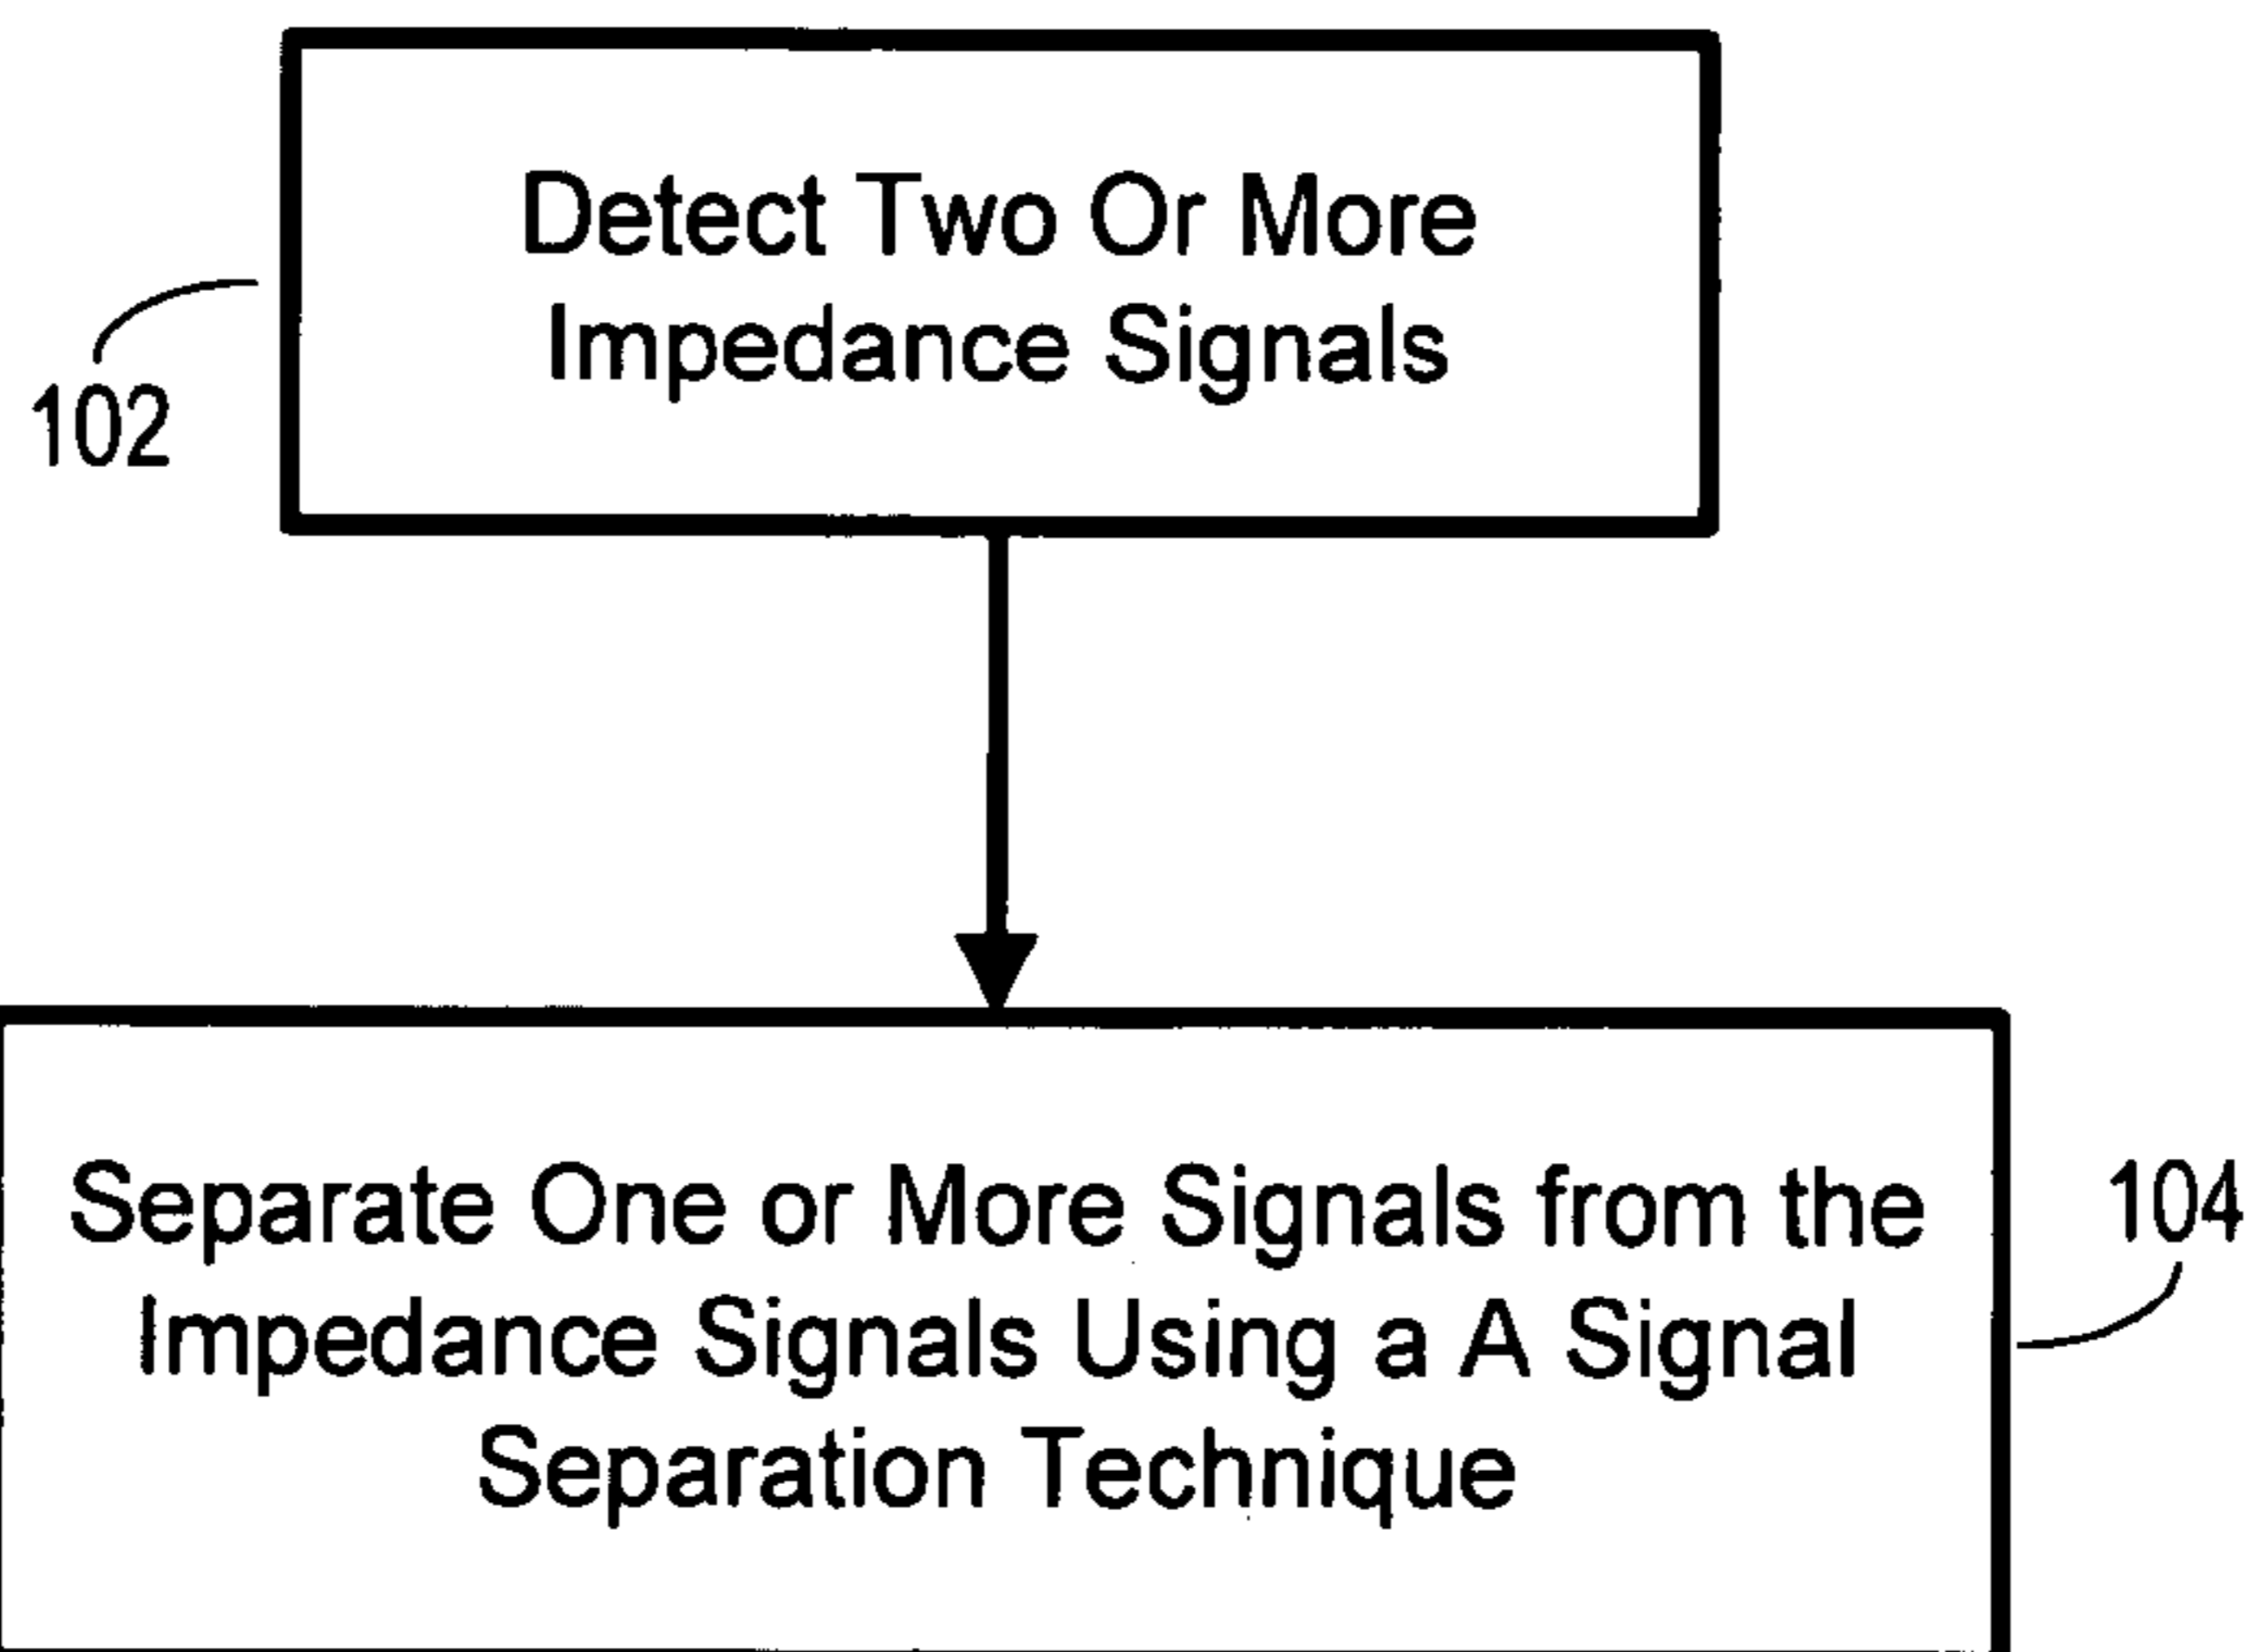 Detect Two Or More
Impedance Signals
102
Separate One or More Signals from the
Impedance Signals Using a A Signal
Separation Technique
104